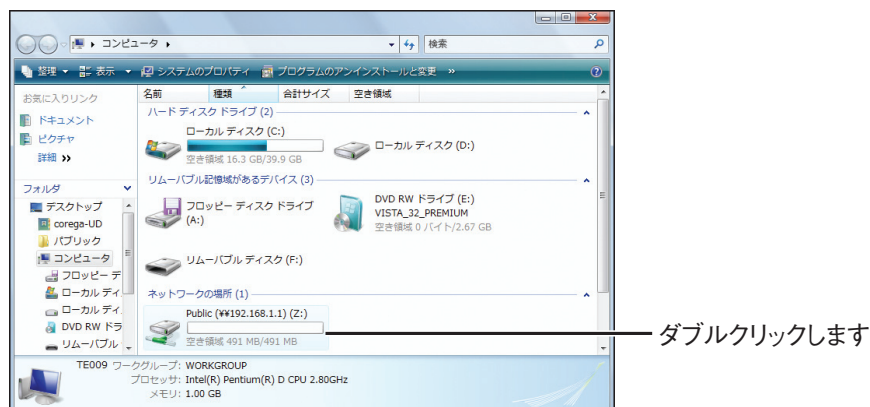 コンピュータ
検索
整理 表示 システムのプロパティ プログラムのアンインストールと変更 »
お気に入りリンク
ドキュメント
ピクチャ
詳細 »
フォルダ
デスクトップ
corega-UD
パブリック
コンピュータ
フロッピー デ
ローカル ディ
ローカル ディ
DVD RW ドラ
リムーバブル
名前 種類 合計サイズ 空き領域
ハード ディスク ドライブ (2)
ローカル ディスク (C:)
空き領域 16.3 GB/39.9 GB
ローカル ディスク (D:)
リムーバブル記憶域があるデバイス (3)
フロッピー ディスク ドライブ
(A:)
DVD RW ドライブ (E:)
VISTA_32_PREMIUM
空き領域 0 バイト/2.67 GB
リムーバブル ディスク (F:)
ネットワークの場所 (1)
Public (¥¥192.168.1.1) (Z:)
空き領域 491 MB/491 MB
ダブルクリックします
TE009 ワークグループ: WORKGROUP
プロセッサ: Intel(R) Pentium(R) D CPU 2.80GHz
メモリ: 1.00 GB